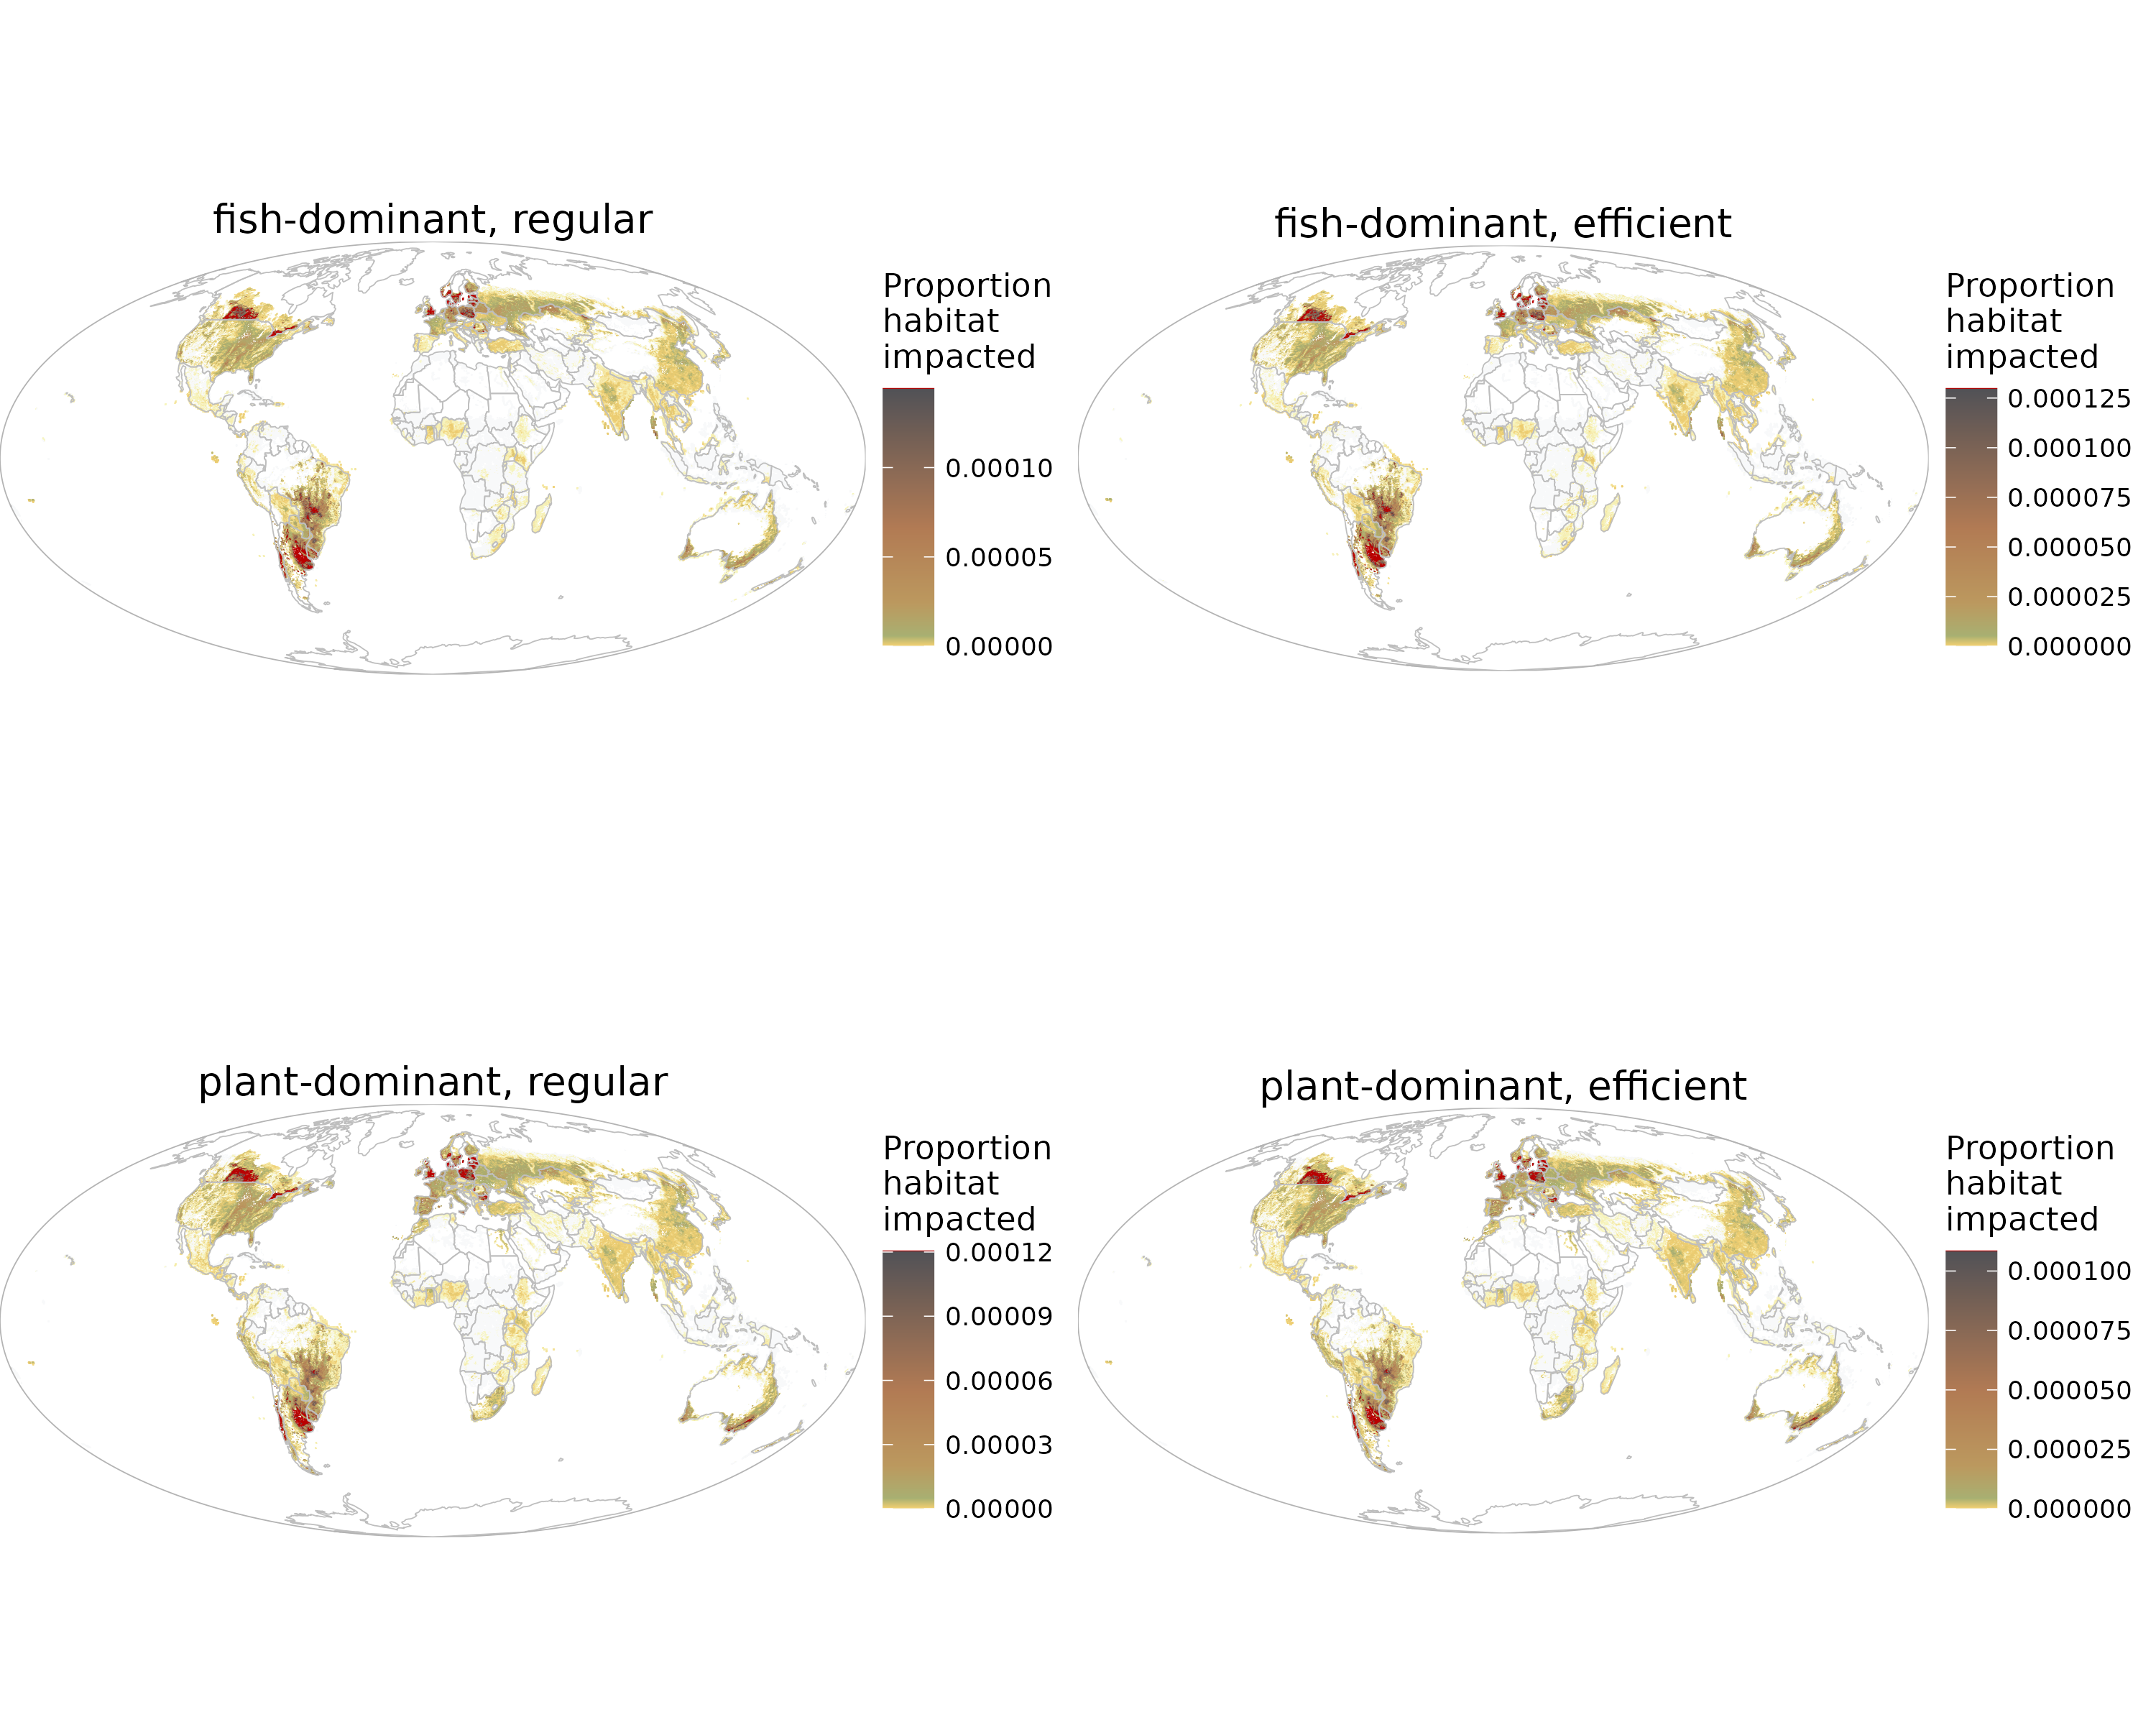 fish-dominant, regular
Proportion
habitat
impacted
0.00010
0.00005
0.00000
fish-dominant, efficient
Proportion
habitat
impacted
0.000125
0.000100
0.000075
0.000050
0.000025
0.000000
plant-dominant, regular
Proportion
habitat
impacted
0.00012
0.00009
0.00006
0.00003
0.00000
plant-dominant, efficient
Proportion
habitat
impacted
0.000100
0.000075
0.000050
0.000025
0.000000